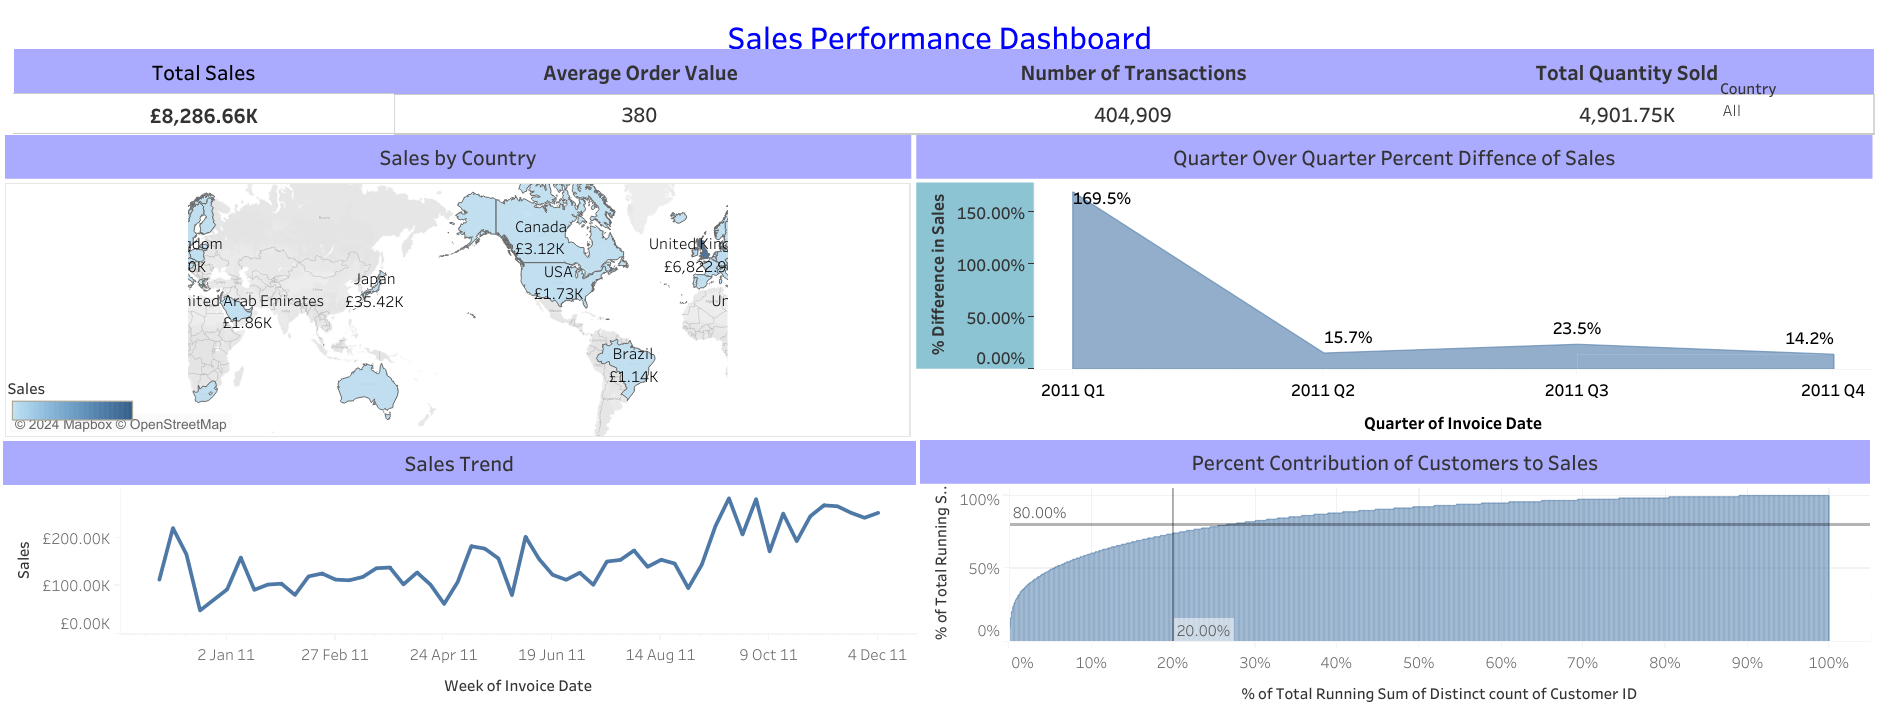 Sales Performance Dashboard
Total Sales
Average Order Value
Number of Transactions
Total Quantity Sold
£8,286.66K
380
404,909
4,901.75K
Country
All
Sales by Country
Quarter Over Quarter Percent Diffence of Sales
Canada
£3.12K
USA
£1.73K
United King
£6,822.9
dom
0K
Japan
£35.42K
nited Arab Emirates
£1.86K
Un
Brazil
£1.14K
Sales
© 2024 Mapbox © OpenStreetMap
% Difference in Sales
150.00%
100.00%
50.00%
0.00%
169.5%
15.7%
23.5%
14.2%
2011 Q1
2011 Q2
2011 Q3
2011 Q4
Quarter of Invoice Date
Sales Trend
Percent Contribution of Customers to Sales
Sales
£200.00K
£100.00K
£0.00K
2 Jan 11
27 Feb 11
24 Apr 11
19 Jun 11
14 Aug 11
9 Oct 11
4 Dec 11
Week of Invoice Date
% of Total Running S..
100%
50%
0%
80.00%
20.00%
0%
10%
20%
30%
40%
50%
60%
70%
80%
90%
100%
% of Total Running Sum of Distinct count of Customer ID